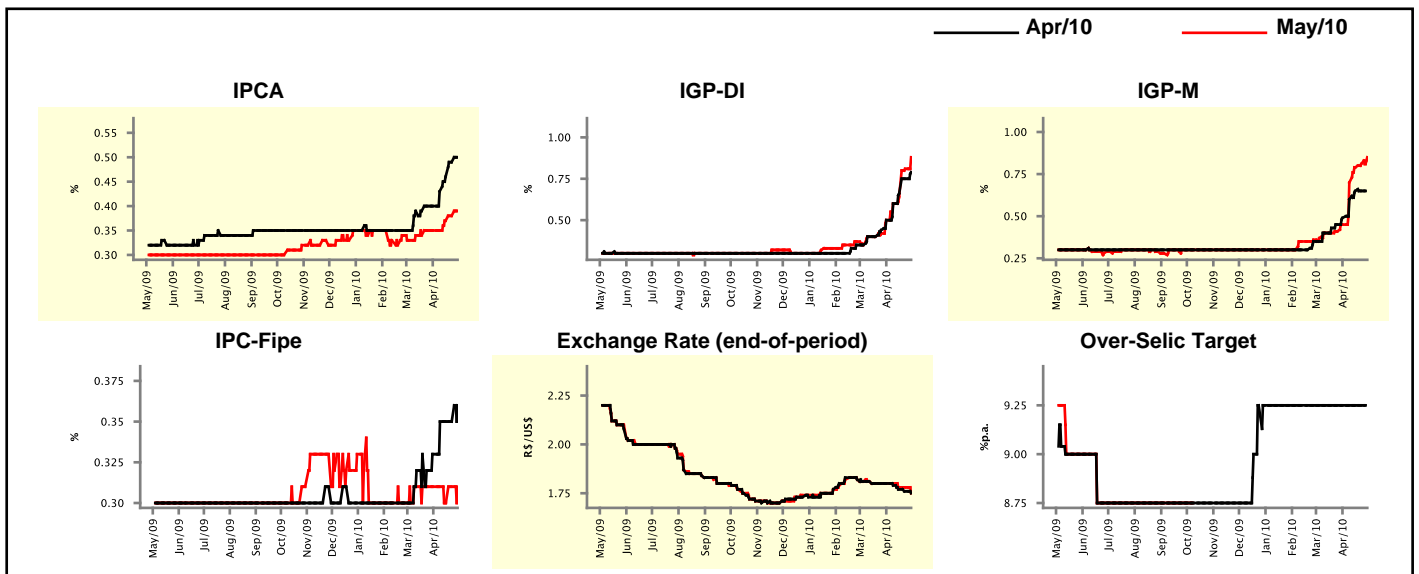 Apr/10 May/10
IPCA
0.55
0.50
0.45
0.40
0.35
0.30
%
May/09 Jun/09 Jul/09 Aug/09 Sep/09 Oct/09 Nov/09 Dec/09 Jan/10 Feb/10 Mar/10 Apr/10
IGP-DI
1.00
0.75
0.50
%
May/09 Jun/09 Jul/09 Aug/09 Sep/09 Oct/09 Nov/09 Dec/09 Jan/10 Feb/10 Mar/10 Apr/10
IGP-M
1.00
0.75
0.50
0.25
%
May/09 Jun/09 Jul/09 Aug/09 Sep/09 Oct/09 Nov/09 Dec/09 Jan/10 Feb/10 Mar/10 Apr/10
IPC-Fipe
0.375
0.35
0.325
0.30
%
May/09 Jun/09 Jul/09 Aug/09 Sep/09 Oct/09 Nov/09 Dec/09 Jan/10 Feb/10 Mar/10 Apr/10
Exchange Rate (end-of-period)
2.25
2.00
1.75
R$/US$
May/09 Jun/09 Jul/09 Aug/09 Sep/09 Oct/09 Nov/09 Dec/09 Jan/10 Feb/10 Mar/10 Apr/10
Over-Selic Target
9.25
9.00
8.75
%p.a.
May/09 Jun/09 Jul/09 Aug/09 Sep/09 Oct/09 Nov/09 Dec/09 Jan/10 Feb/10 Mar/10 Apr/10